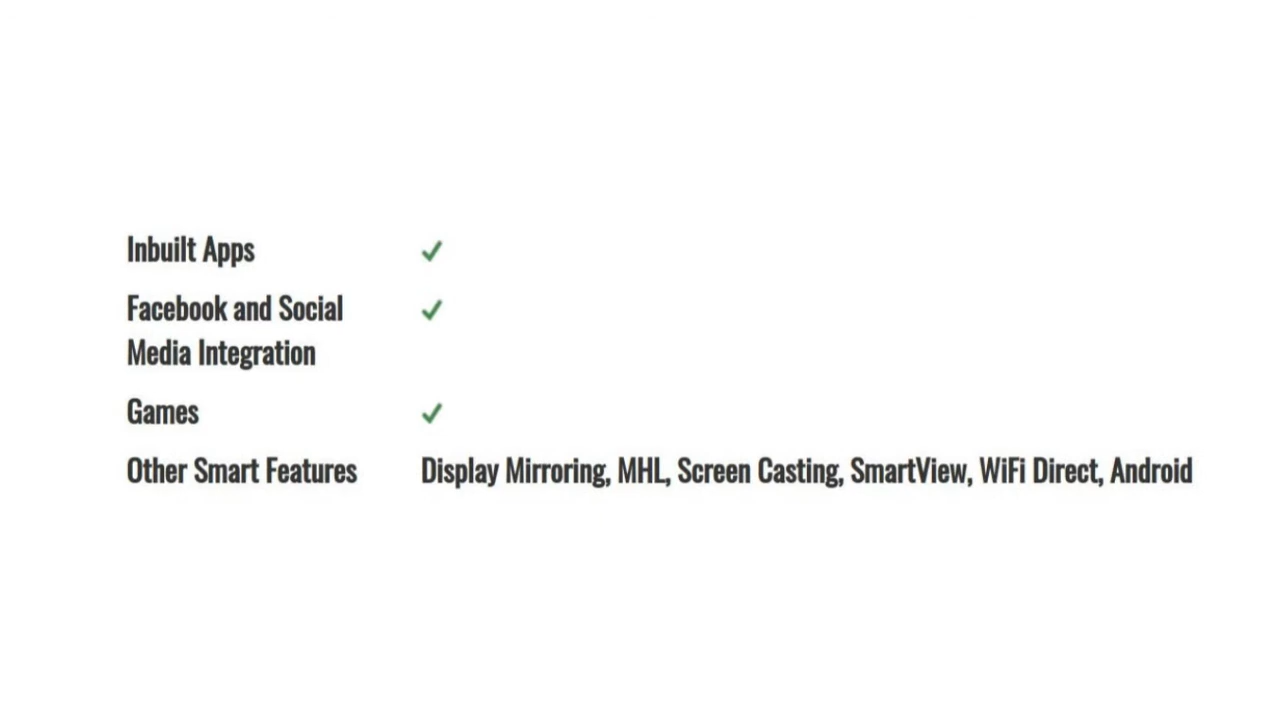 Inbuilt Apps ✓
Facebook and Social ✓
Media Integration
Games ✓
Other Smart Features Display Mirroring, MHL, Screen Casting, SmartView, WiFi Direct, Android